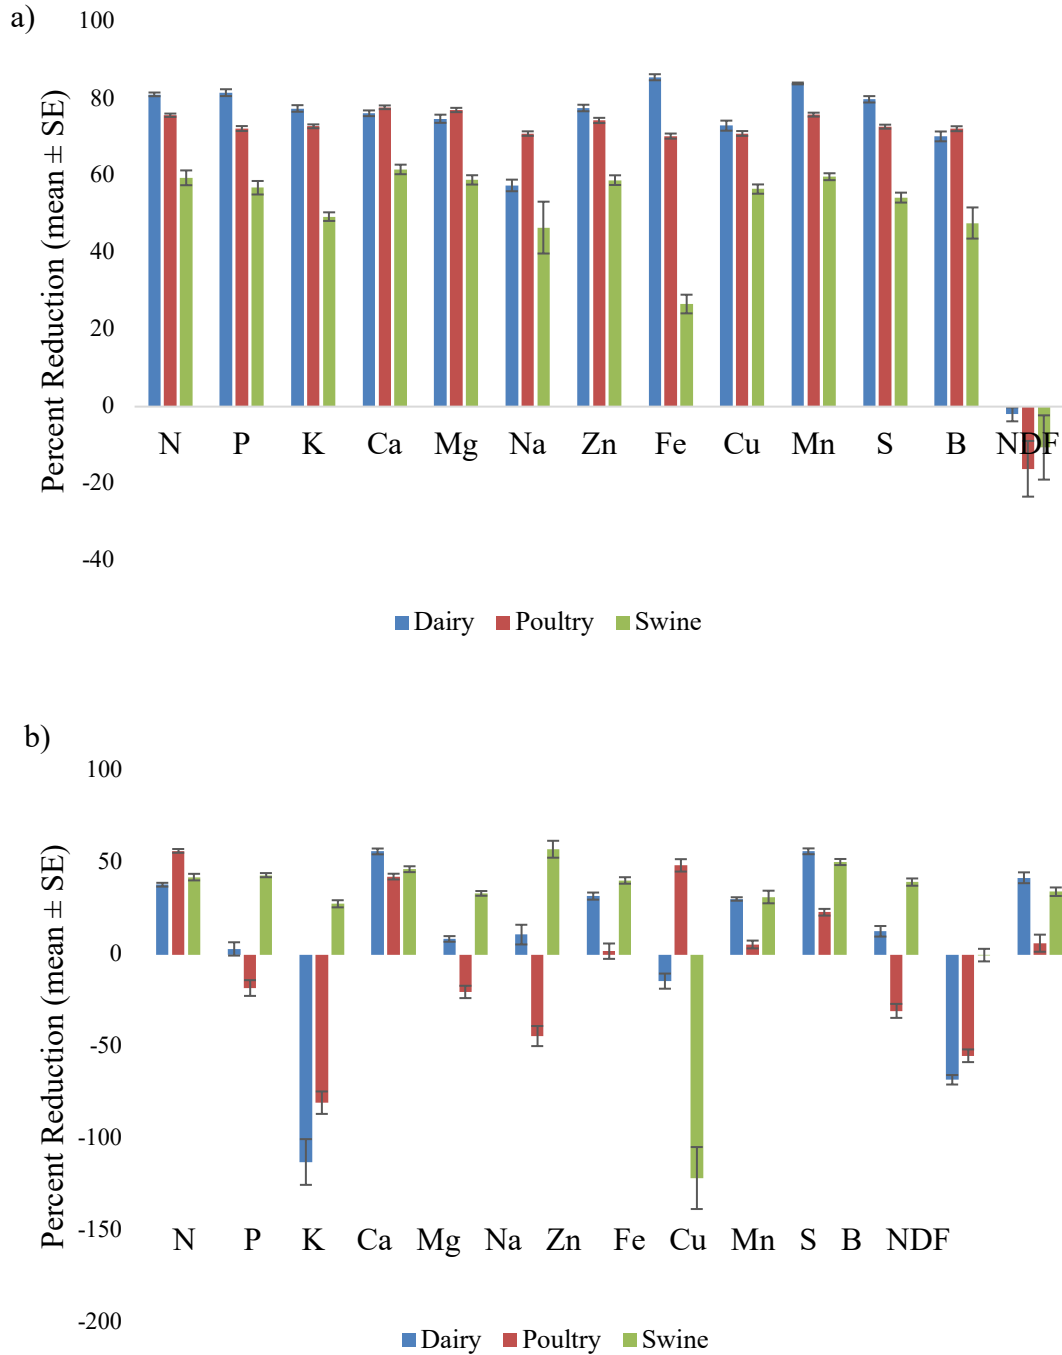 a)
Percent Reduction (mean ± SE)
100
80
60
40
20
0
-20
-40
N P K Ca Mg Na Zn Fe Cu Mn S B NDF
Dairy Poultry Swine
b)
Percent Reduction (mean ± SE)
100
50
0
-50
-100
-150
-200
N P K Ca Mg Na Zn Fe Cu Mn S B NDF
Dairy Poultry Swine